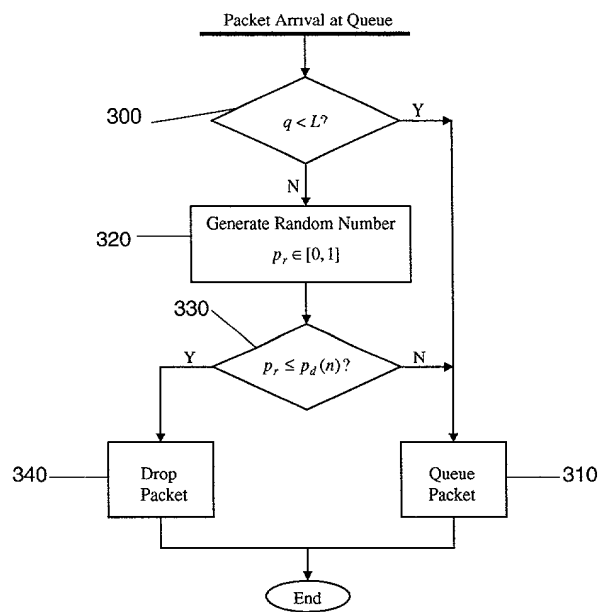 Packet Arrival at Queue
300
q < L?
Y
N
Generate Random Number
320
p_r ∈ [0, 1]
330
Y
p_r ≤ p_d (n) ?
N
340
Drop
Packet
Queue
Packet
310
End